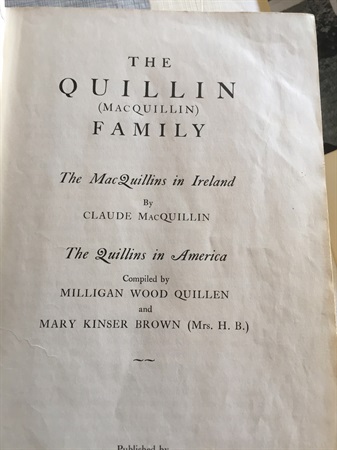 THE
QUILLIN
(MACQUILLIN)
FAMILY
The MacQuillins in Ireland
By
CLAUDE MACQUILLIN
The Quillins in America
Compiled by
MILLIGAN WOOD QUILLEN
and
MARY KINSER BROWN (MRS. H. B.)
Published by